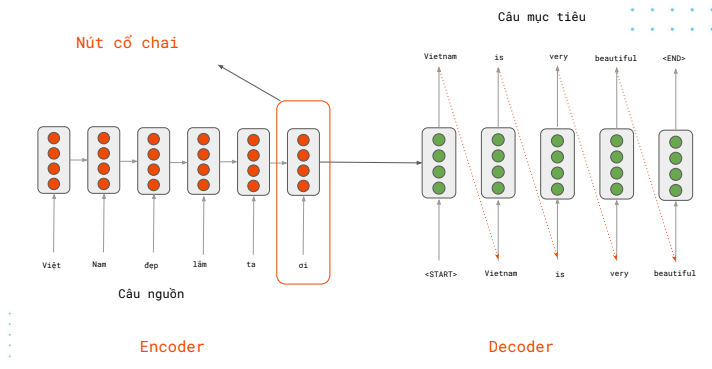 Câu mục tiêu
Nút cổ chai
Vietnam is very beautiful <END>
Việt Nam đẹp lắm ta ơi
<START> Vietnam is very beautiful
Câu nguồn
Encoder Decoder